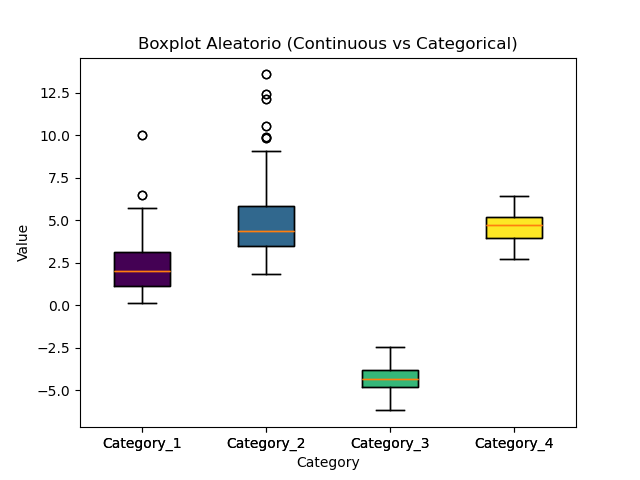 Boxplot Aleatorio (Continuous vs Categorical)
12.5
10.0
7.5
5.0
2.5
0.0
−2.5
−5.0
Value
Category_1 Category_2 Category_3 Category_4
Category